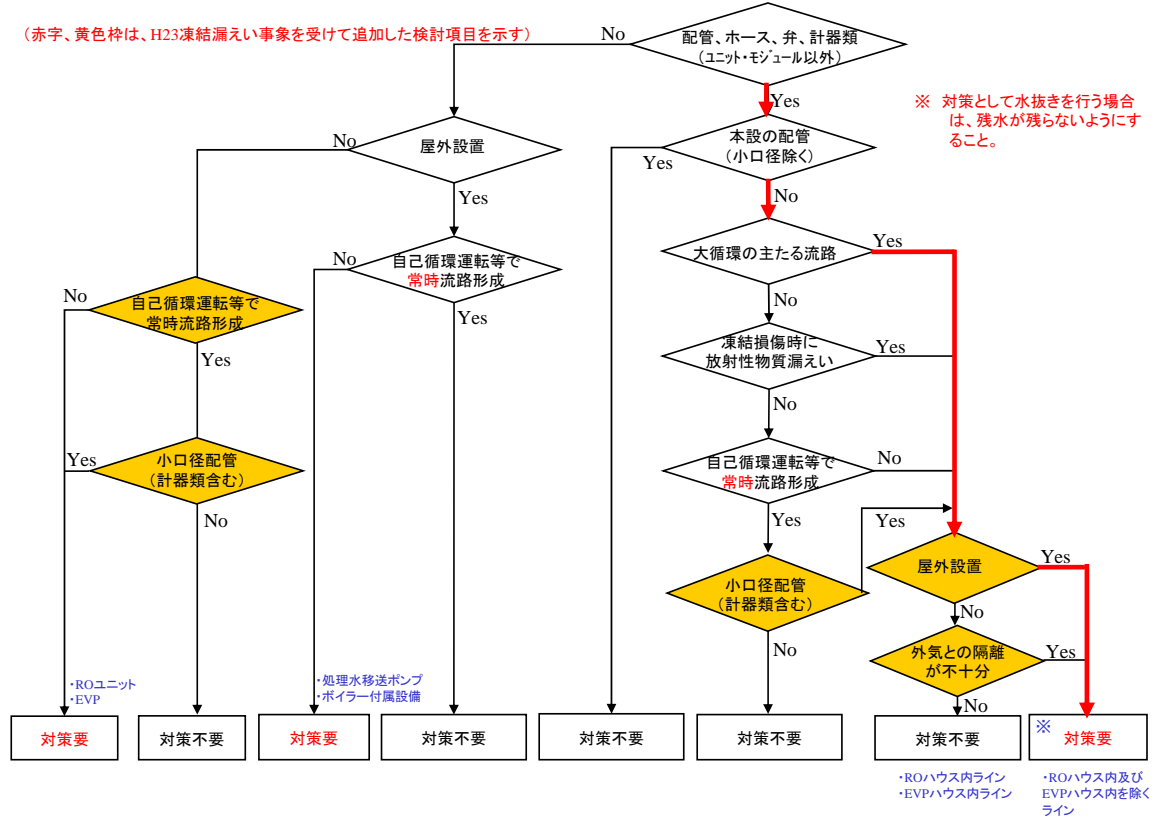 (赤字、黄色枠は、H23凍結漏えい事象を受けて追加した検討項目を示す)
No
配管、ホース、弁、計器類
(ユニット・モジュール以外)
Yes
※ 対策として水抜きを行う場合
は、残水が残らないようにす
ること。
No
屋外設置
Yes
Yes
本設の配管
(小口径除く)
No
No
自己循環運転等で
常時流路形成
Yes
大循環の主たる流路
Yes
No
No
自己循環運転等で
常時流路形成
Yes
凍結損傷時に
放射性物質漏えい
Yes
No
Yes
小口径配管
(計器類含む)
No
自己循環運転等で
常時流路形成
No
Yes
小口径配管
(計器類含む)
Yes
No
屋外設置
Yes
No
外気との隔離
が不十分
Yes
No
・ROユニット
・EVP
・処理水移送ポンプ
・ボイラー付属設備
対策要
対策不要
対策要
対策不要
対策不要
対策不要
対策不要
※
対策要
・ROハウス内ライン
・EVPハウス内ライン
・ROハウス内及び
EVPハウス内を除く
ライン